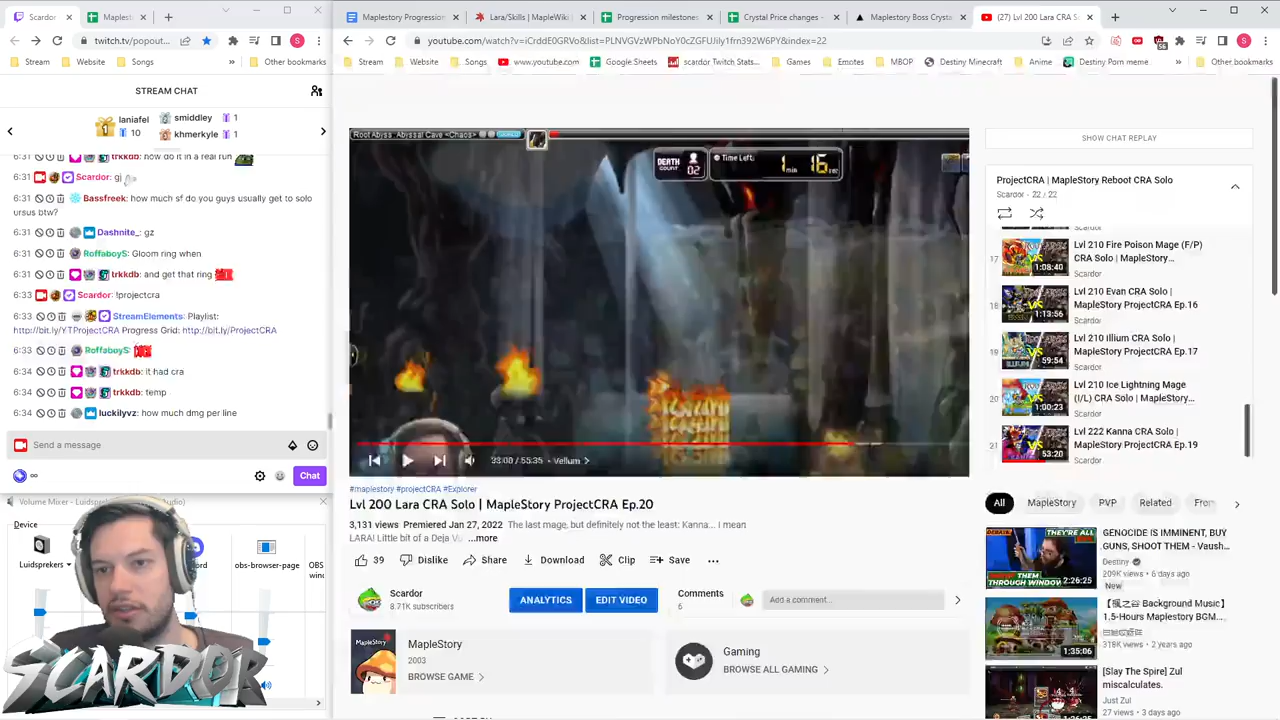 Scardor
Maplest
twitch.tv/popout...
Stream
Website
Songs
Other bookmarks
STREAM CHAT
laniafel
10
smiddley 1
khmerkyle 1
6:31 trkkdb: how do it in a real run
6:31 Scardor: gj
6:31 Bassfreek: how much sf do you guys usually get to solo
ursus btw?
6:31 Dashnite_: gz
6:31 RoffaboyS: Gloom ring when
6:31 trkkdb: and get that ring
6:33 Scardor: !projectcra
6:33 StreamElements: Playlist:
http://bit.ly/YTProjectCRA Progress Grid: http://bit.ly/ProjectCRA
6:33 RoffaboyS:
6:34 trkkdb: it had cra
6:34 trkkdb: temp
6:34 luckilyvz: how much dmg per line
Send a message
Chat
Volume Mixer - Luidspre
Device
Luidsprekers
ord
obs-browser-page
OBS
SCARDOR
Maplestory Progression
Lara/Skills | MapleWiki
Progression milestones
Crystal Price changes -
Maplestory Boss Crysta
(27) Lvl 200 Lara CRA S
youtube.com/watch?v=iCrddE0GRVo&list=PLNVGVzWPbNoY0cZGFUJily1frn392W6PY&index=22
Stream
Website
Songs
www.youtube.com
Google Sheets
scardor Twitch Stats...
Games
Emotes
MBOP
Destiny Minecraft
Anime
Destiny Porn meme
Other bookmarks
Root Abyss: Abyssal Cave <Chaos>
DEATH
COUNT 02
Time Left:
1 min 16 sec
23:00 / 55:35 • Vellum
#maplestory #projectCRA #Explorer
Lvl 200 Lara CRA Solo | MapleStory ProjectCRA Ep.20
3,131 views Premiered Jan 27, 2022 The last mage, but definitely not the least: Kanna... I mean
LARA! Little bit of a Deja Vu ...more
39
Dislike
Share
Download
Clip
Save
Scardor
8.71K subscribers
ANALYTICS
EDIT VIDEO
Comments
6
Add a comment...
MapleStory
MapleStory
2003
BROWSE GAME
Gaming
BROWSE ALL GAMING
SHOW CHAT REPLAY
ProjectCRA | MapleStory Reboot CRA Solo
Scardor - 22 / 22
17
Lvl 210 Fire Poison Mage (F/P)
CRA Solo | MapleStory...
Scardor
1:08:40
18
Lvl 210 Evan CRA Solo |
MapleStory ProjectCRA Ep.16
Scardor
1:13:56
19
Lvl 210 Illium CRA Solo |
MapleStory ProjectCRA Ep.17
Scardor
59:54
20
Lvl 210 Ice Lightning Mage
(I/L) CRA Solo | MapleStory...
Scardor
1:00:23
21
Lvl 222 Kanna CRA Solo |
MapleStory ProjectCRA Ep.19
Scardor
53:20
All
MapleStory
PVP
Related
From
GENOCIDE IS IMMINENT, BUY
GUNS, SHOOT THEM - Vaush...
Destiny
209K views • 6 days ago
New
2:26:25
Background Music】
1.5-Hours Maplestory BGM...
318K views • 2 years ago
1:35:06
[Slay The Spire] Zul
miscalculates.
Just Zul
27 views • 3 days ago